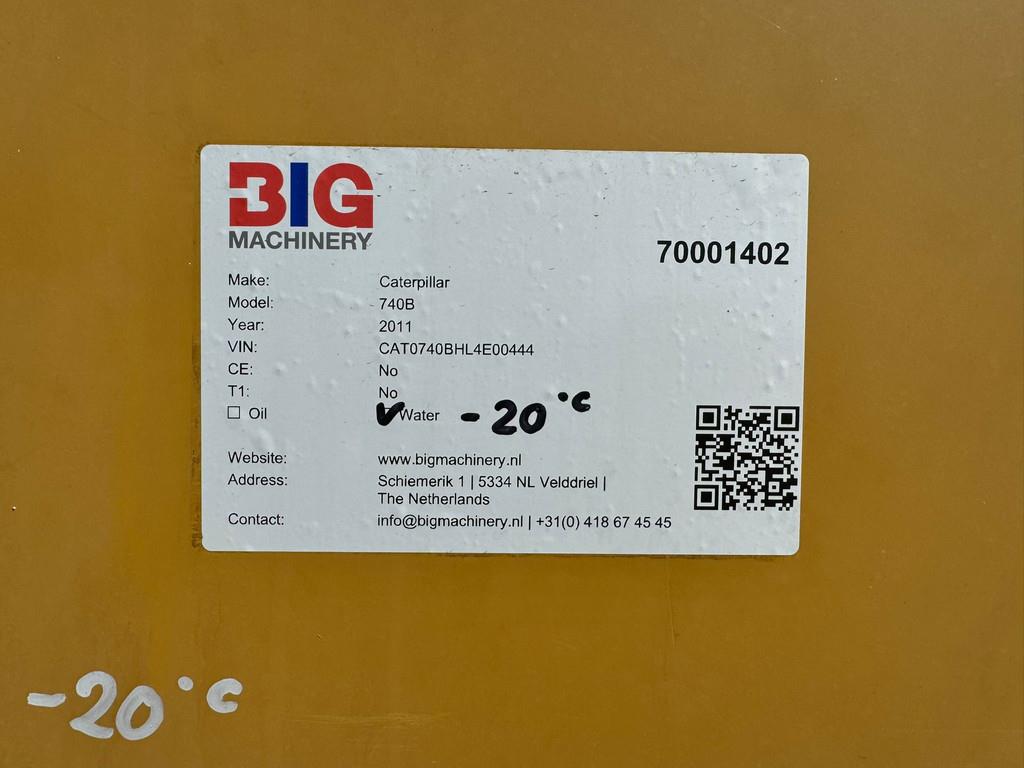 BIG
MACHINERY
70001402
Make: Caterpillar
Model: 740B
Year: 2011
VIN: CAT0740BHL4E00444
CE: No
T1: No
☐ Oil ☑ Water -20°C
Website: www.bigmachinery.nl
Address: Schiemerik 1 | 5334 NL Velddriel |
The Netherlands
Contact: info@bigmachinery.nl | +31(0) 418 67 45 45
-20°C